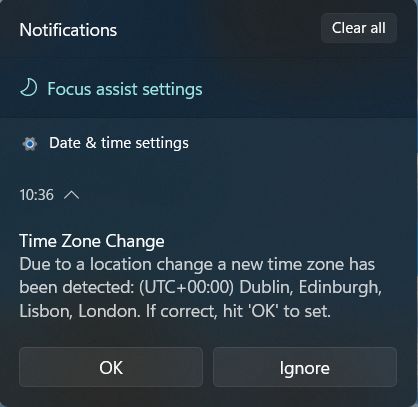 Notifications
Clear all
Focus assist settings
Date & time settings
10:36
Time Zone Change
Due to a location change a new time zone has
been detected: (UTC+00:00) Dublin, Edinburgh,
Lisbon, London. If correct, hit 'OK' to set.
OK
Ignore